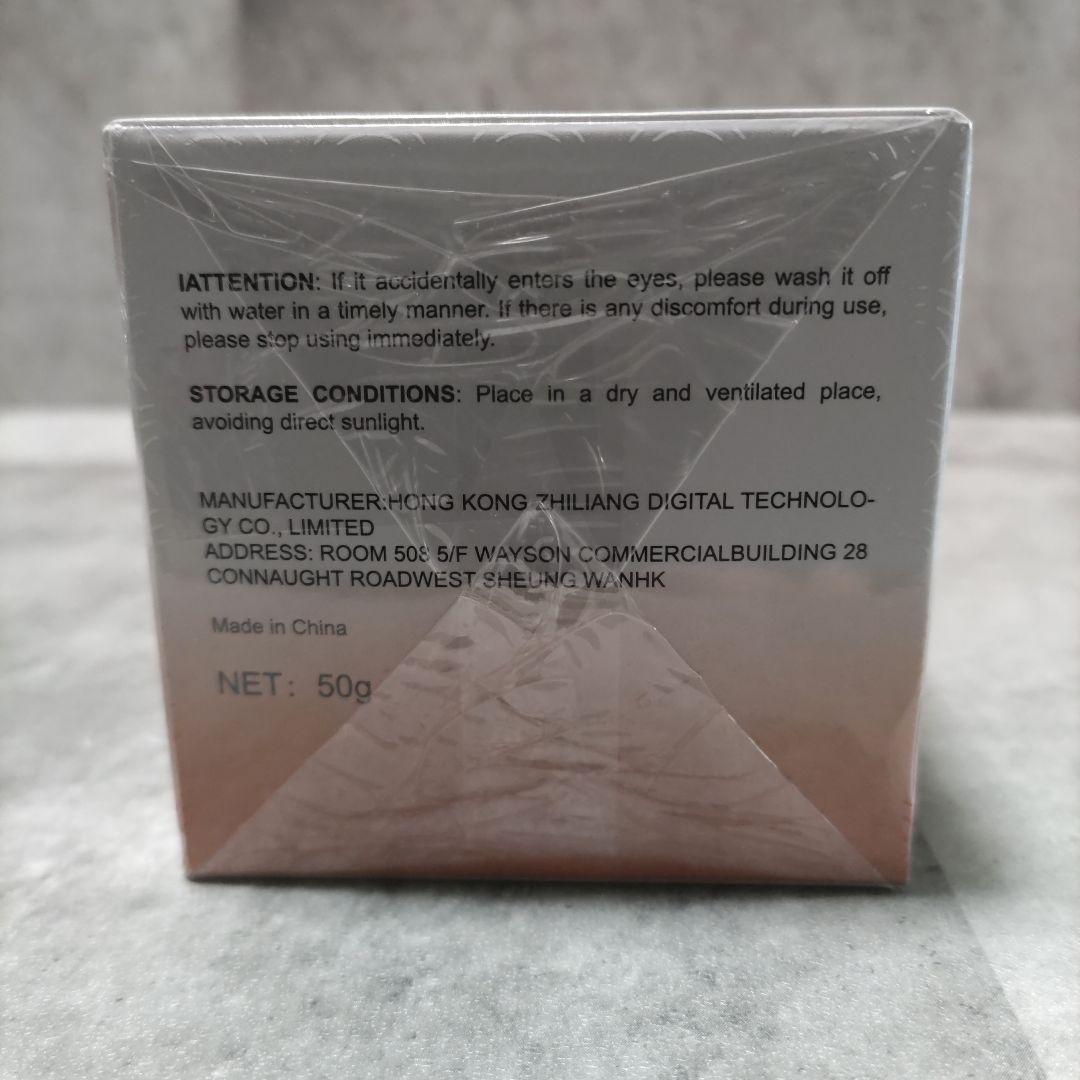 IATTENTION: If it accidentally enters the eyes, please wash it off
with water in a timely manner. If there is any discomfort during use,
please stop using immediately.
STORAGE CONDITIONS: Place in a dry and ventilated place,
avoiding direct sunlight.
MANUFACTURER:HONG KONG ZHILIANG DIGITAL TECHNOLO-
GY CO., LIMITED
ADDRESS: ROOM 508 5/F WAYSON COMMERCIALBUILDING 28
CONNAUGHT ROADWEST SHEUNG WANHK
Made in China
NET: 50g